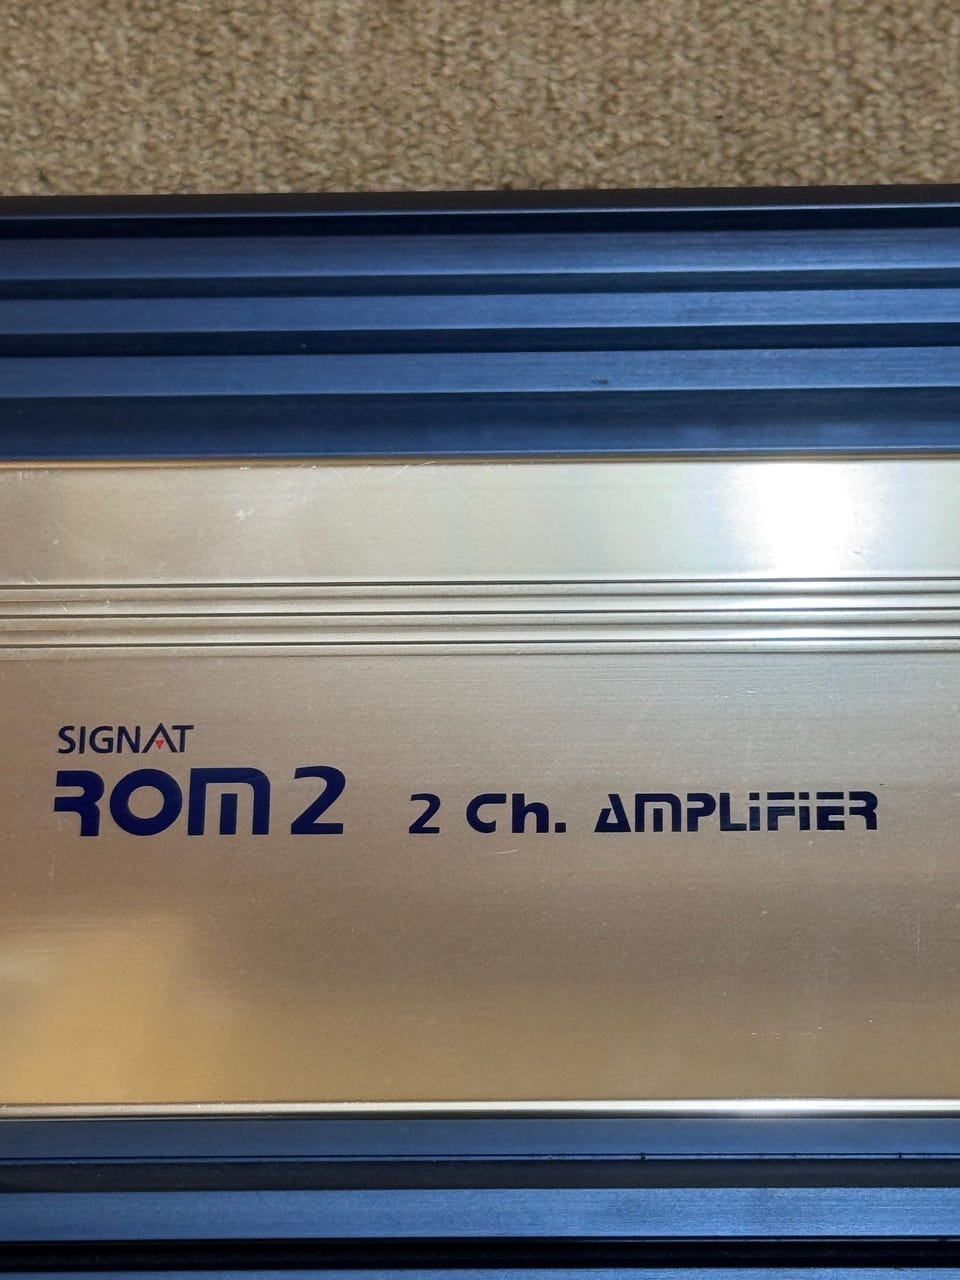 SIGNAT
ROM 2 2 Ch. AMPLiFiER